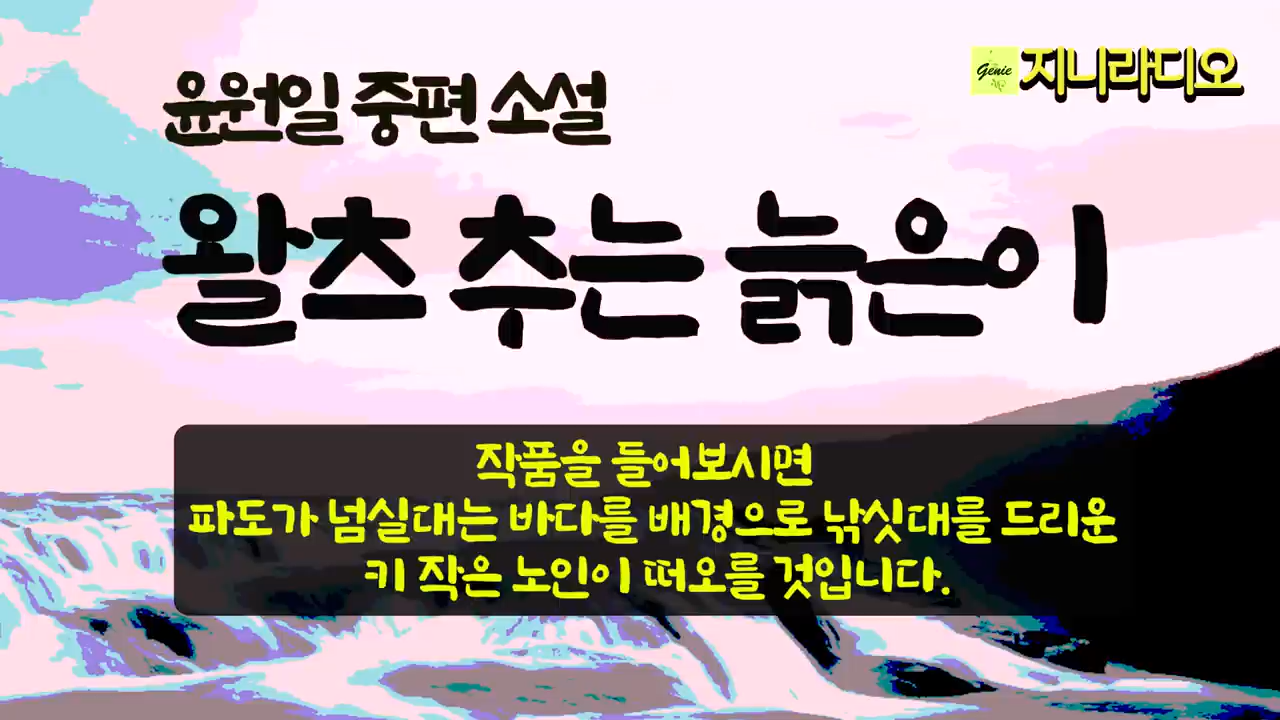 Genie 지니라디오
윤원일 중편 소설
왈츠 추는 늙은이
작품을 들어보시면
파도가 넘실대는 바다를 배경으로 낚싯대를 드리운
키 작은 노인이 떠오를 것입니다.